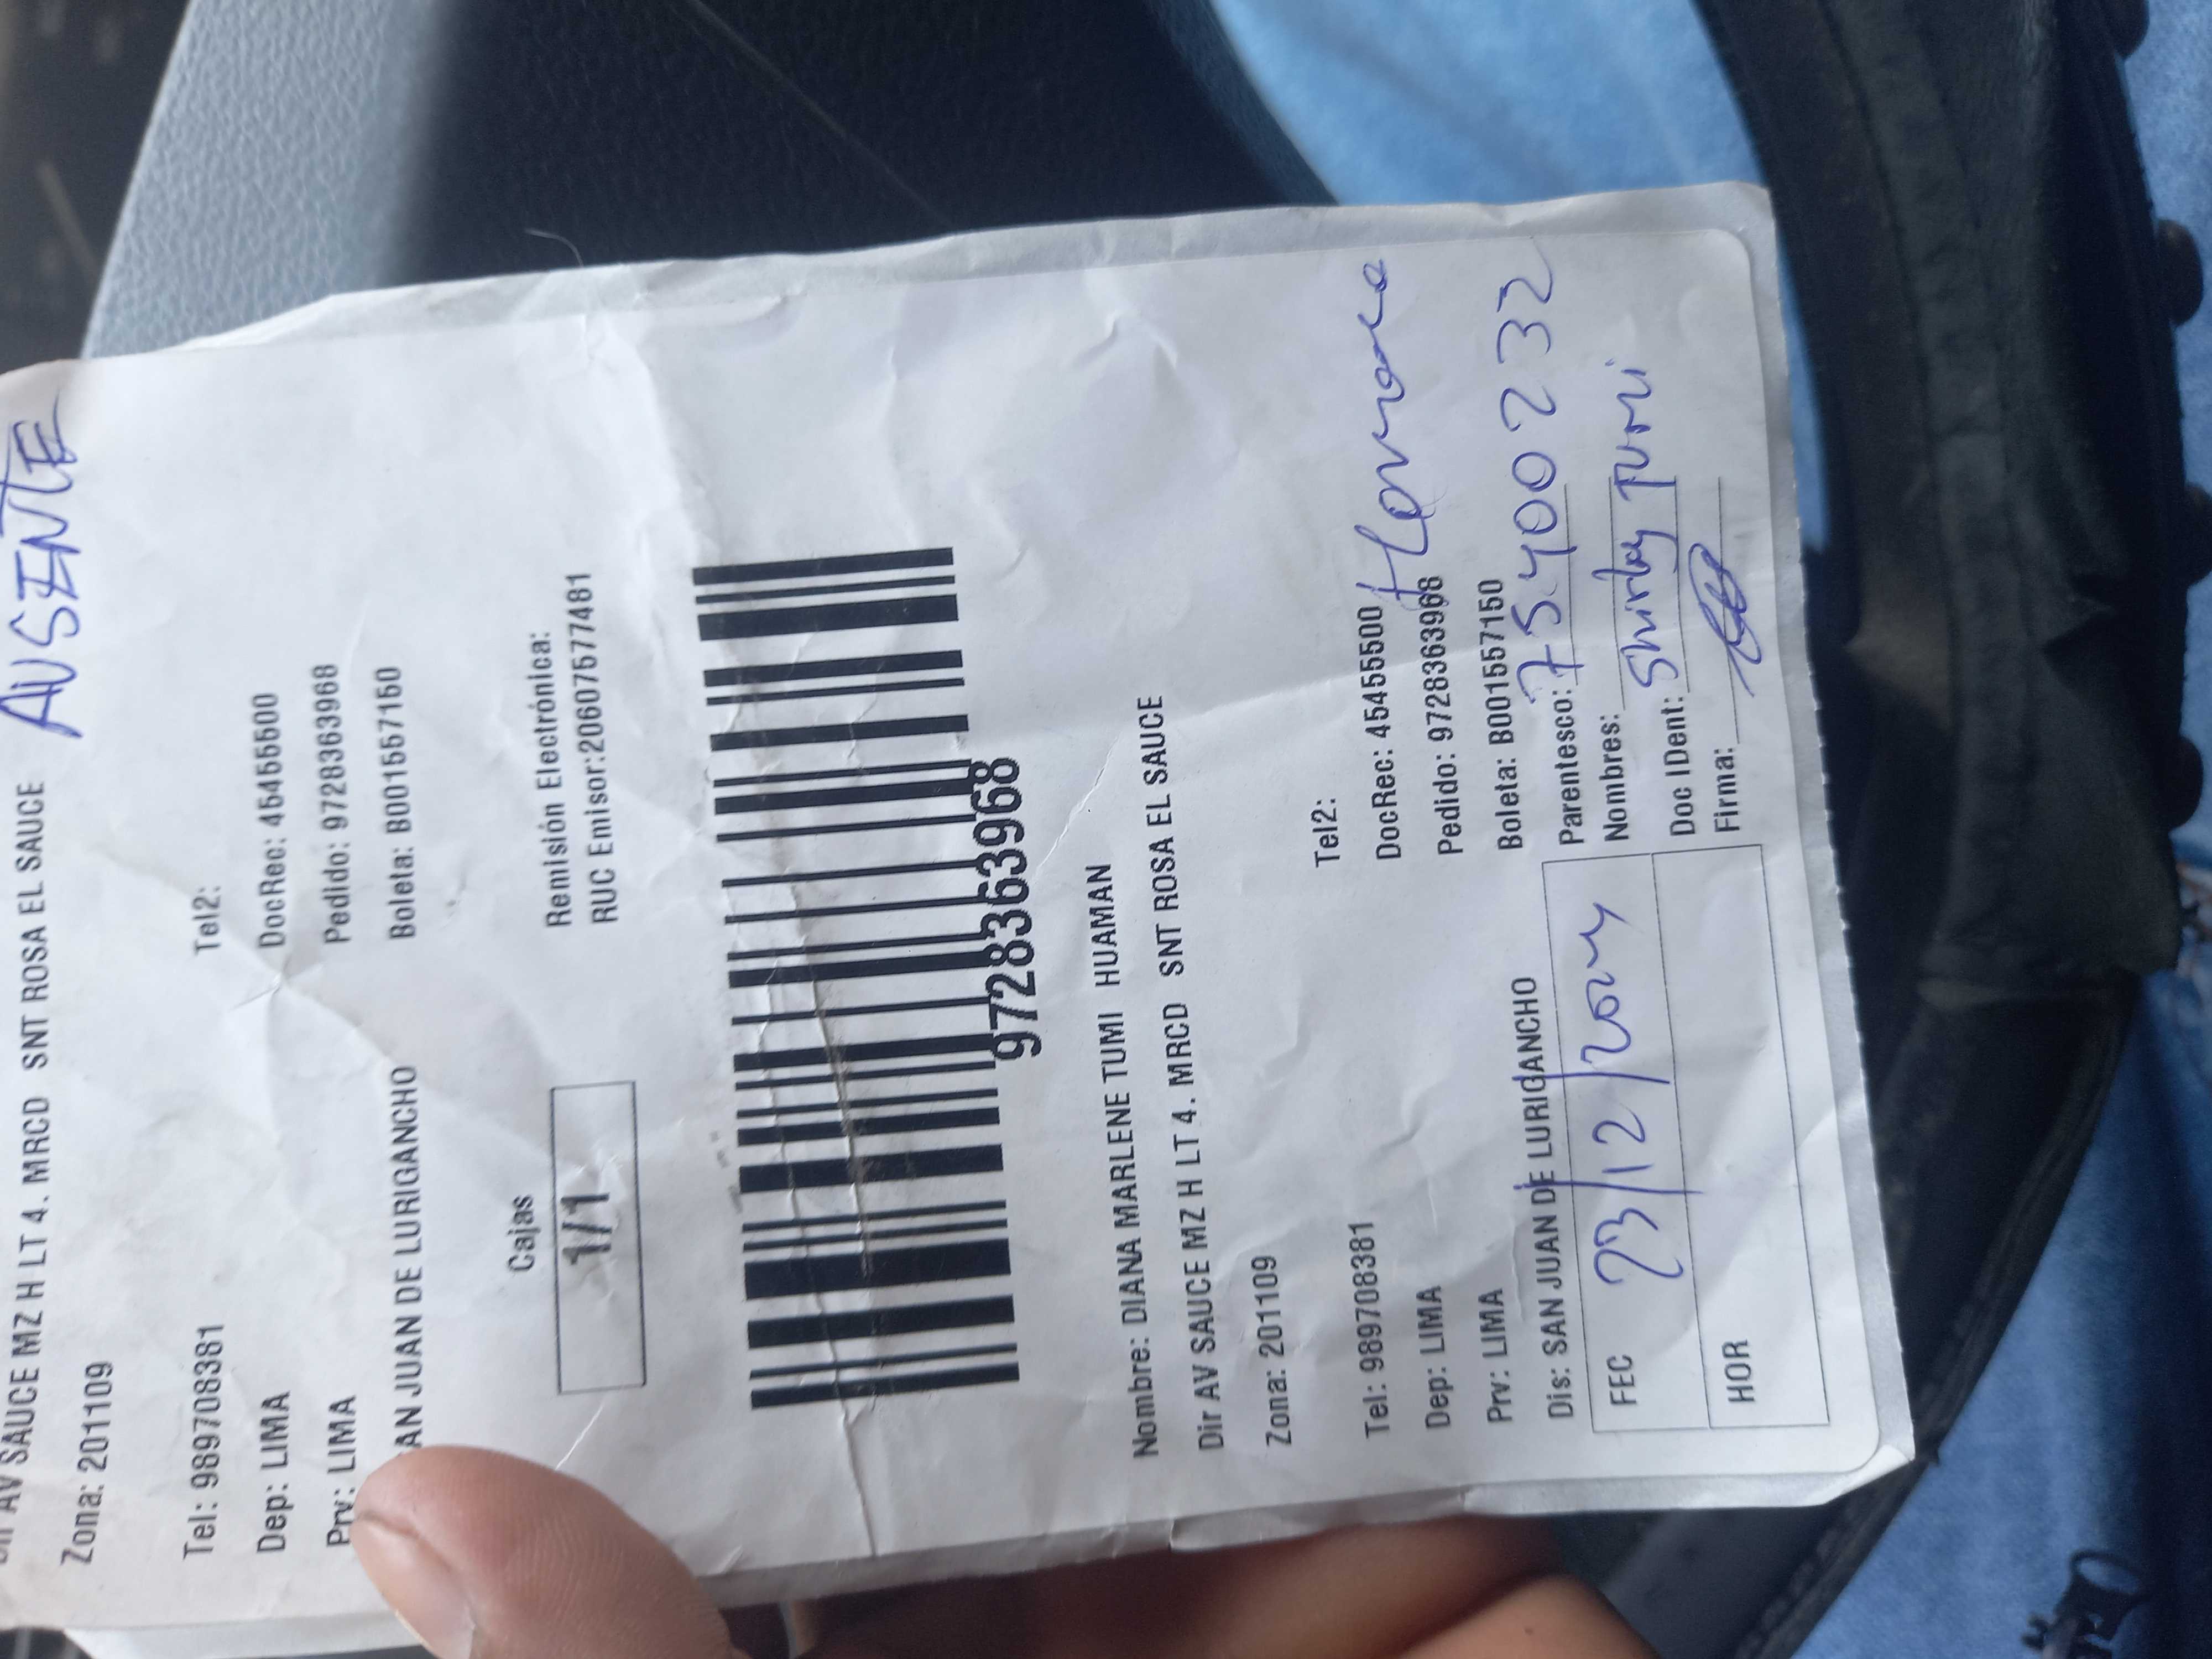 Dir AV SAUCE MZ H LT 4. MRCD SNT ROSA EL SAUCE AUSENTE
Zona: 201109
Tel: 989708381 Tel2:
Dep: LIMA DocRec: 45455500
Prv: LIMA Pedido: 9728363968
AN JUAN DE LURIGANCHO Boleta: B001557150
Cajas Remisión Electrónica:
1/1 RUC Emisor:20607577481
9728363968
Nombre: DIANA MARLENE TUMI HUAMAN
Dir AV SAUCE MZ H LT 4. MRCD SNT ROSA EL SAUCE
Zona: 201109
Tel: 989708381 Tel2:
Dep: LIMA DocRec: 45455500 Hermana
Prv: LIMA Pedido: 9728363968
Dis: SAN JUAN DE LURIGANCHO Boleta: B001557150
FEC 23/12/2024 Parentesco: 75400232
Nombres: Shirley Tumi
HOR Doc IDent:
Firma: